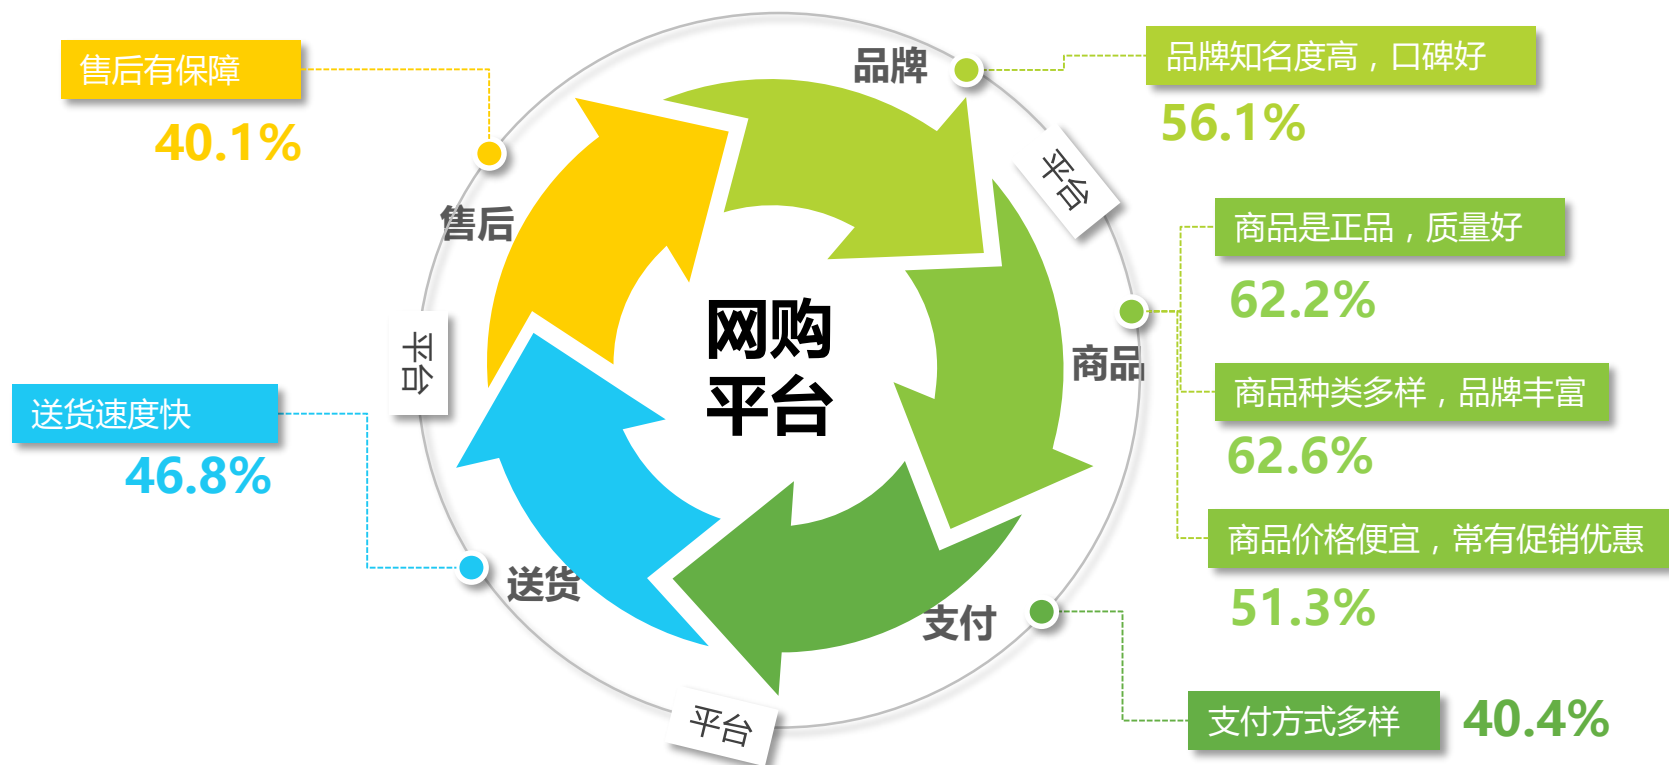 售后有保障
40.1%
品牌
品牌知名度高，口碑好
56.1%
平台
售后
商品是正品，质量好
62.2%
网购
平台
商品
平台
商品种类多样，品牌丰富
62.6%
送货速度快
46.8%
商品价格便宜，常有促销优惠
51.3%
送货
支付
平台
支付方式多样
40.4%